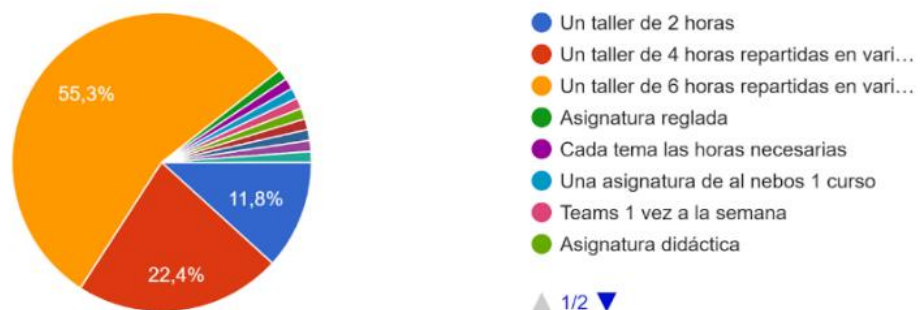 55,3%
11,8%
22,4%
Un taller de 2 horas
Un taller de 4 horas repartidas en vari…
Un taller de 6 horas repartidas en vari…
Asignatura reglada
Cada tema las horas necesarias
Una asignatura de al nebos 1 curso
Teams 1 vez a la semana
Asignatura didáctica
1/2